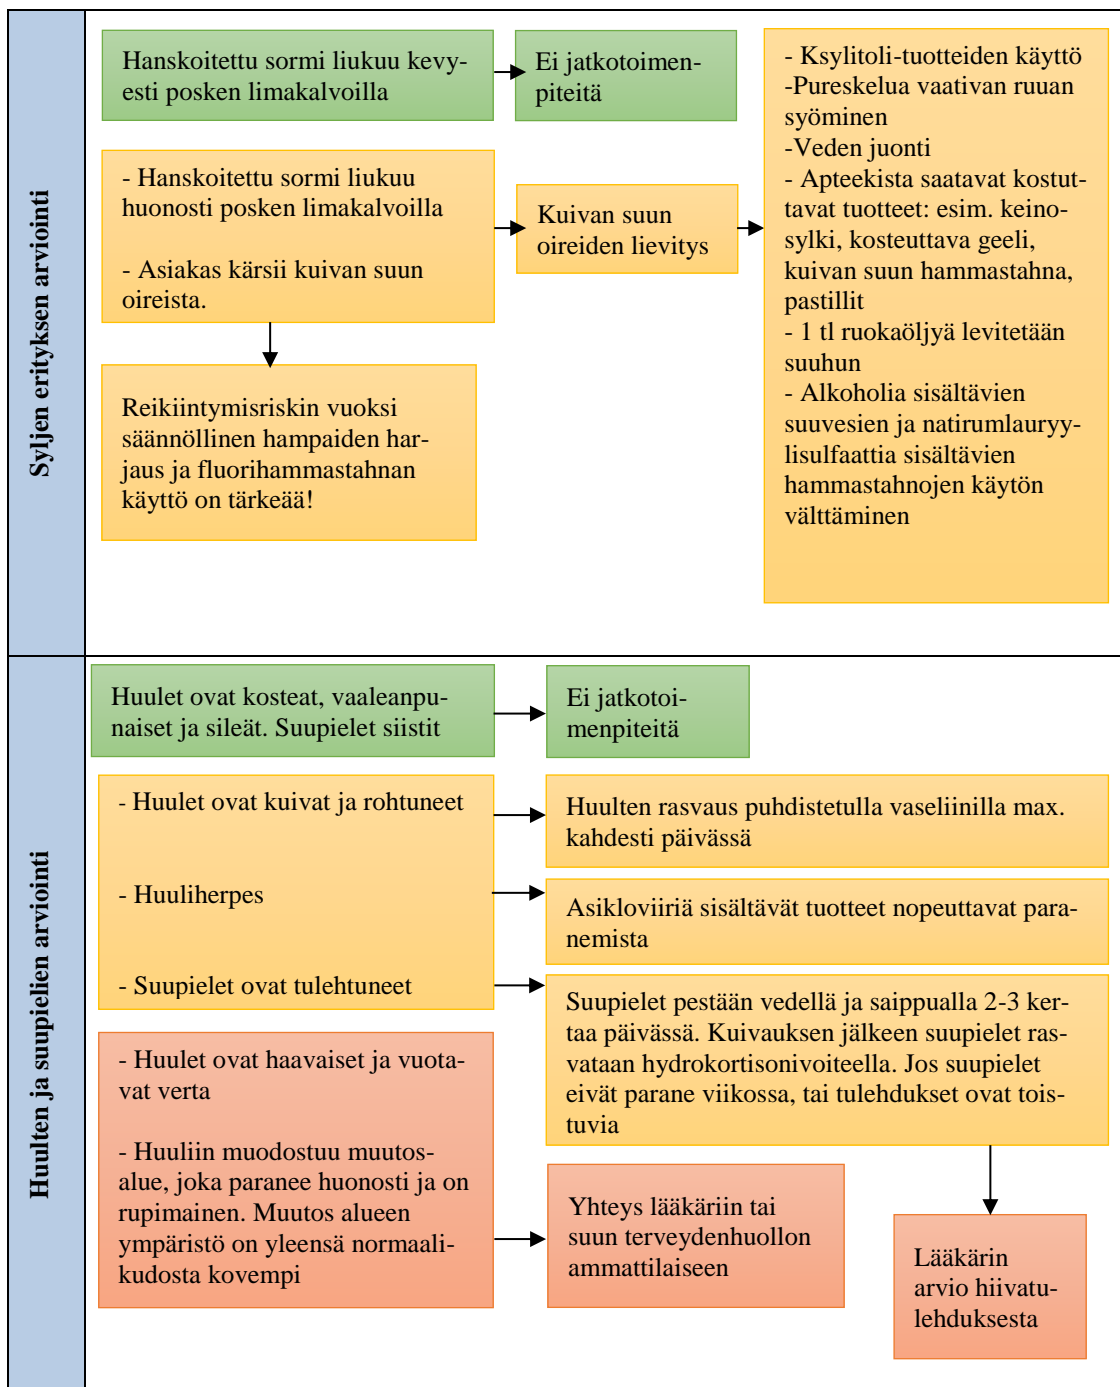 Syljen erityksen arviointi
Hanskoitettu sormi liukuu kevy-
esti posken limakalvoilla
Ei jatkotoimen-
piteitä
- Hanskoitettu sormi liukuu
huonosti posken limakalvoilla
- Asiakas kärsii kuivan suun
oireista.
Kuivan suun
oireiden lievitys
- Ksylitoli-tuotteiden käyttö
-Pureskelua vaativan ruuan
syöminen
-Veden juonti
- Apteekista saatavat kostut-
tavat tuotteet: esim. keino-
sylki, kosteuttava geeli,
kuivan suun hammastahna,
pastillit
- 1 tl ruokaöljyä levitetään
suuhun
- Alkoholia sisältävien
suuvesien ja natirumlauryy-
lisulfaattia sisältävien
hammastahnojen käytön
välttäminen
Reikiintymisriskin vuoksi
säännöllinen hampaiden har-
jaus ja fluorihammastahnan
käyttö on tärkeää!
Huulten ja suupielien arviointi
Huulet ovat kosteat, vaaleanpu-
naiset ja sileät. Suupielet siistit
Ei jatkotoi-
menpiteitä
- Huulet ovat kuivat ja rohtuneet
Huulten rasvaus puhdistetulla vaseliinilla max.
kahdesti päivässä
- Huuliherpes
Asikloviiriä sisältävät tuotteet nopeuttavat para-
nemista
- Suupielet ovat tulehtuneet
Suupielet pestään vedellä ja saippualla 2-3 ker-
taa päivässä. Kuivauksen jälkeen suupielet ras-
vataan hydrokortisonivoiteella. Jos suupielet
eivät parane viikossa, tai tulehdukset ovat tois-
tuvia
- Huulet ovat haavaiset ja vuota-
vat verta
- Huuliin muodostuu muutos-
alue, joka paranee huonosti ja on
rupimainen. Muutos alueen
ympäristö on yleensä normaali-
kudosta kovempi
Yhteys lääkäriin tai
suun terveydenhuollon
ammattilaiseen
Lääkärin
arvio hiivatu-
lehduksesta